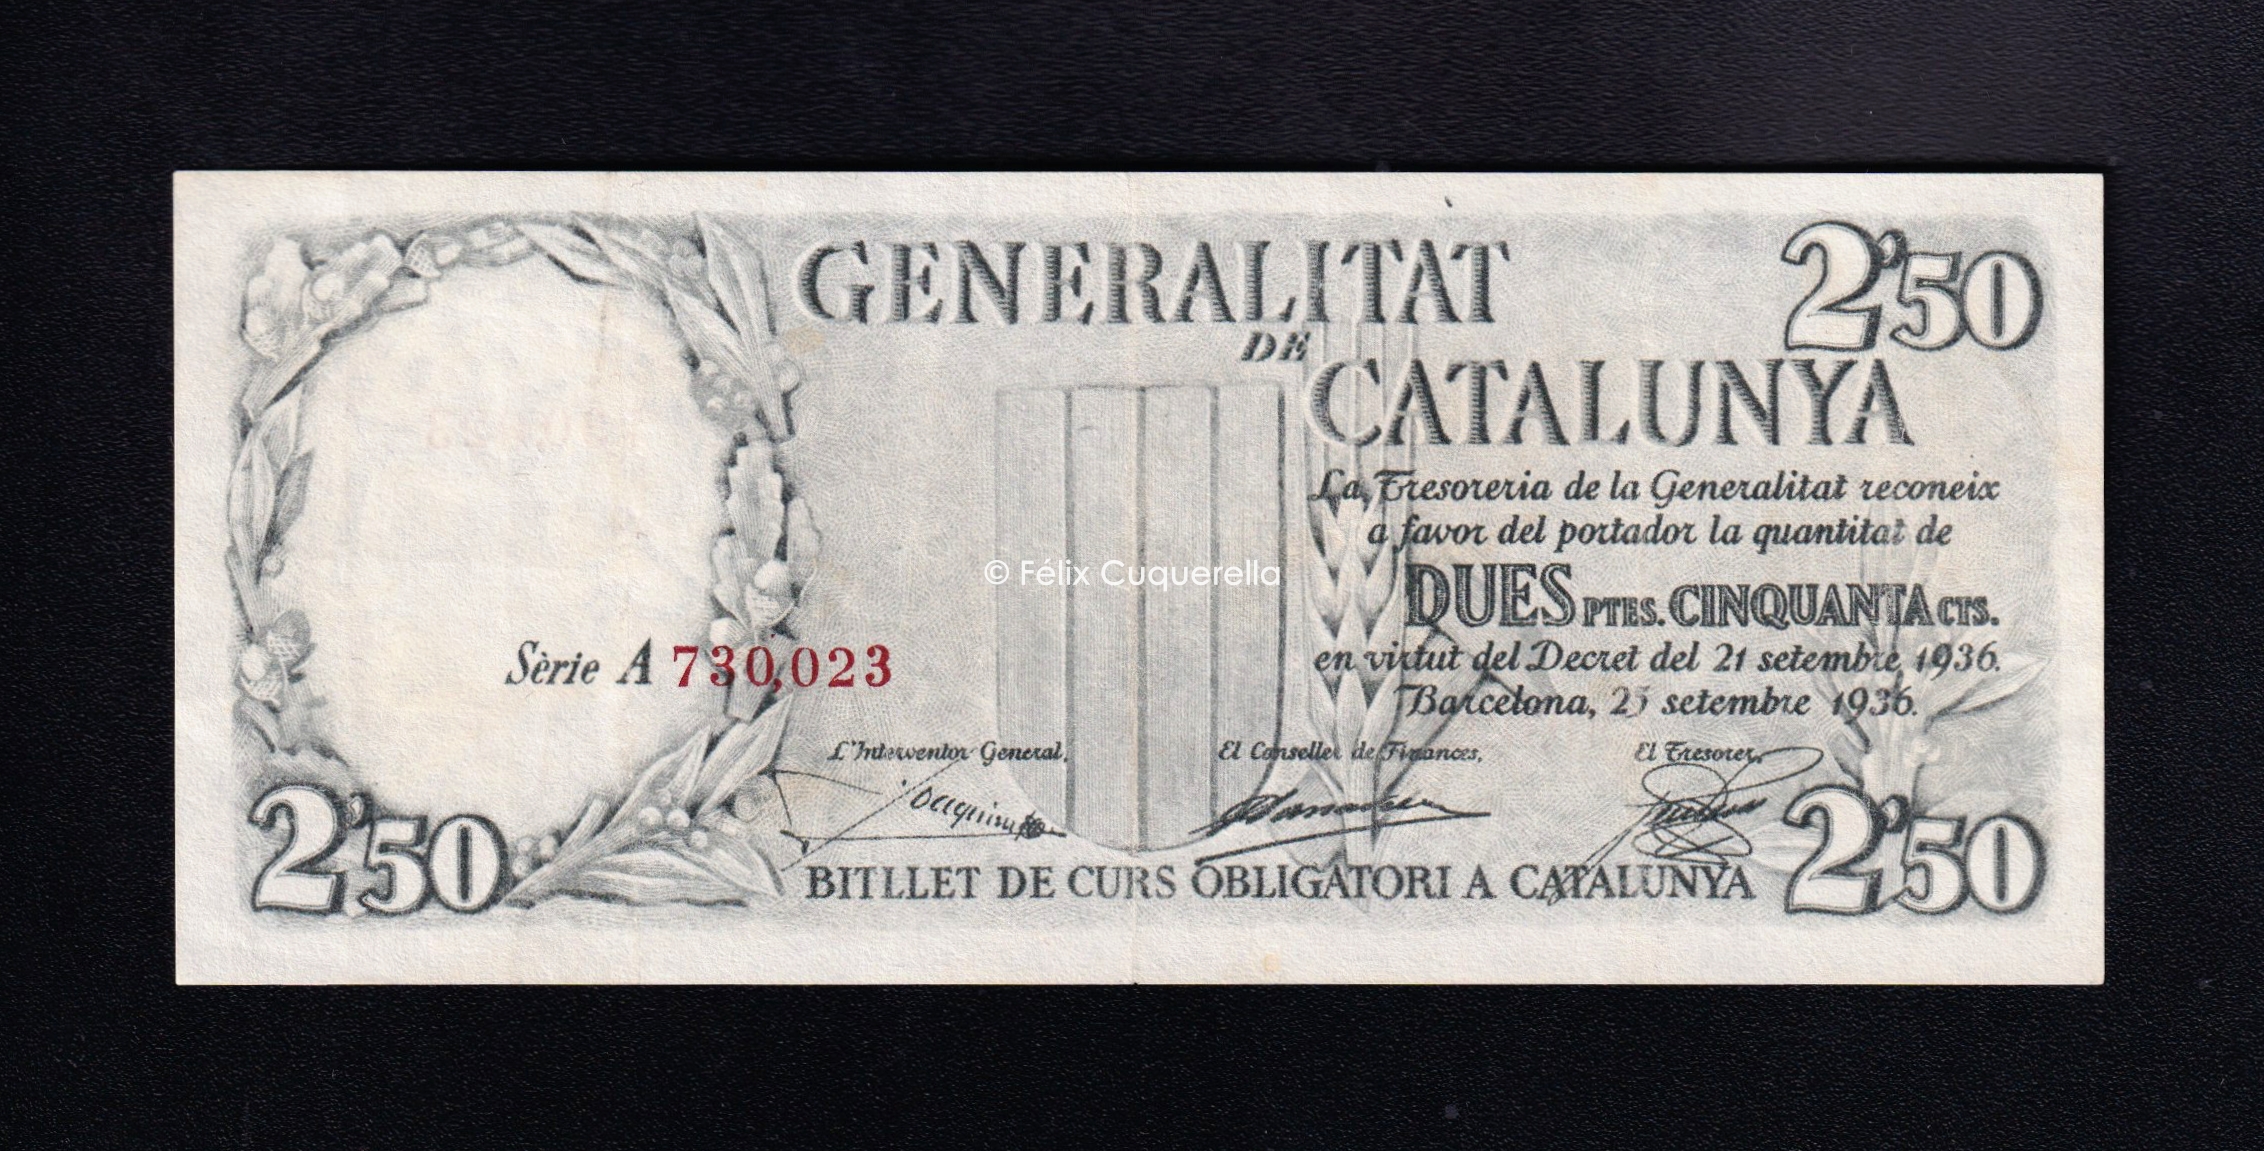 GENERALITAT
DE
CATALUNYA
2'50
La Tresoreria de la Generalitat reconeix
a favor del portador la quantitat de
DUES PTES. CINQUANTA CTS.
en virtut del Decret del 21 setembre 1936.
Barcelona, 25 setembre 1936.
© Félix Cuquerella
Sèrie A 730,023
L'Interventor General,
El Conseller de Finances,
El Tresorer,
2'50
BITLLET DE CURS OBLIGATORI A CATALUNYA
2'50